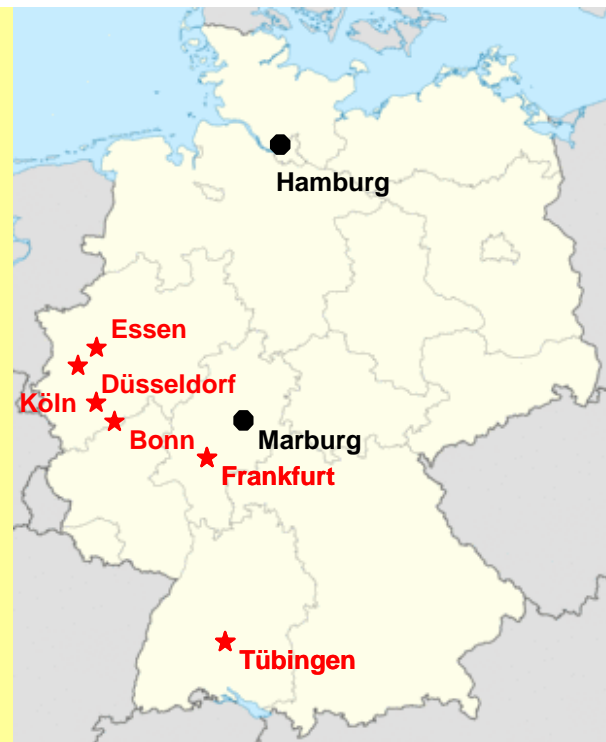 Hamburg
Essen
Düsseldorf
Köln
Bonn
Marburg
Frankfurt
Tübingen